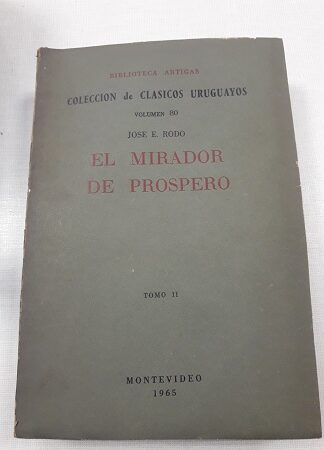 BIBLIOTECA ARTIGAS
COLECCION de CLASICOS URUGUAYOS
VOLUMEN 80
JOSE E. RODO
EL MIRADOR
DE PROSPERO
TOMO II
MONTEVIDEO
1965